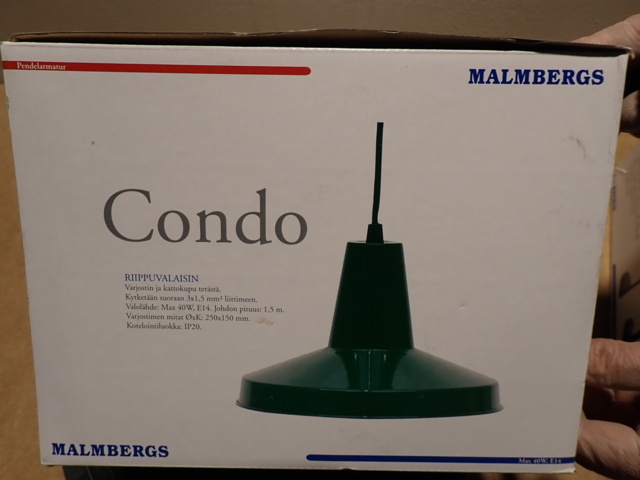 Pendelarmatur
MALMBERGS
Condo
RIIPPUVALAISIN
Varjostin ja kattokupu terästä.
Kytketään suoraan 3x1,5 mm² liittimeen.
Valolähde: Max 40W, E14. Johdon pituus: 1,5 m.
Varjostimen mitat ØxK: 250x150 mm.
Kotelointiluokka: IP20.
MALMBERGS
Max 40W, E14